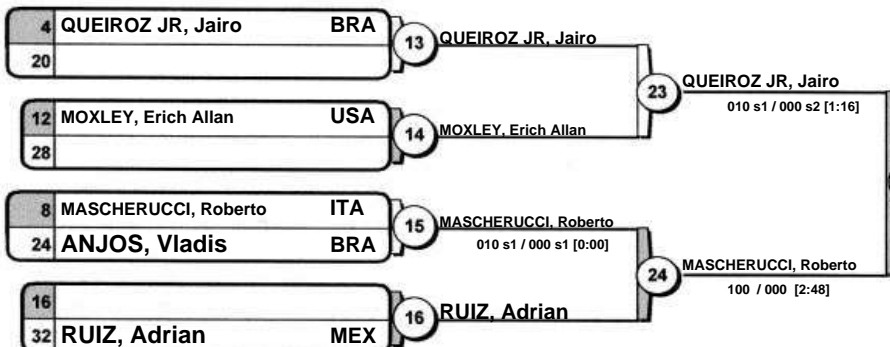 4 QUEIROZ JR, Jairo BRA
20
13 QUEIROZ JR, Jairo
12 MOXLEY, Erich Allan USA
28
14 MOXLEY, Erich Allan
23 QUEIROZ JR, Jairo
010 s1 / 000 s2 [1:16]
8 MASCHERUCCI, Roberto ITA
24 ANJOS, Vladis BRA
15 MASCHERUCCI, Roberto
010 s1 / 000 s1 [0:00]
16
32 RUIZ, Adrian MEX
16 RUIZ, Adrian
24 MASCHERUCCI, Roberto
100 / 000 [2:48]